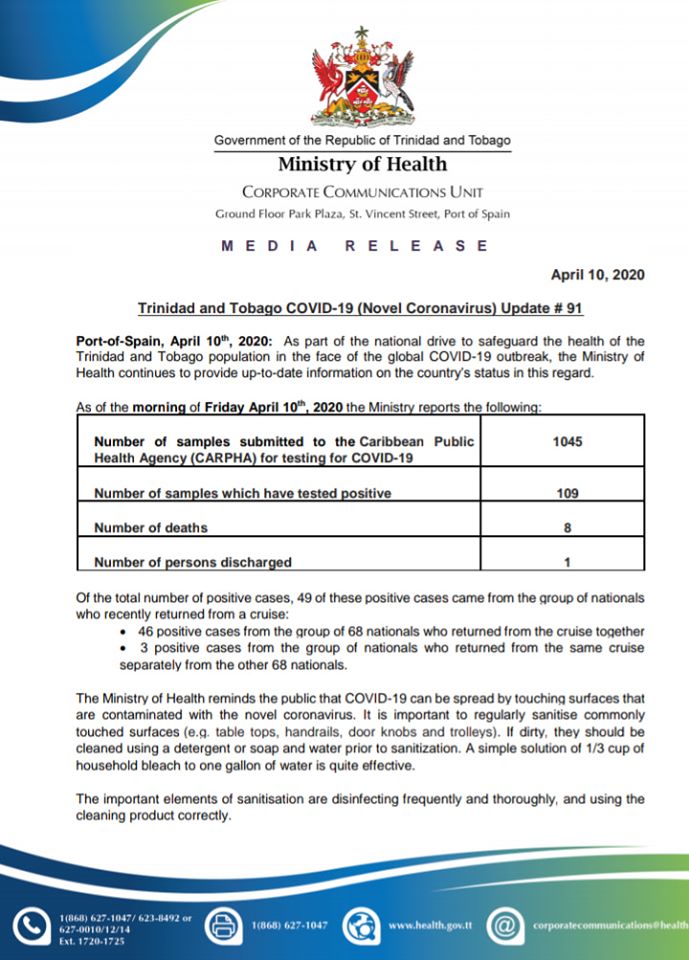 Government of the Republic of Trinidad and Tobago
Ministry of Health
CORPORATE COMMUNICATIONS UNIT
Ground Floor Park Plaza, St. Vincent Street, Port of Spain
MEDIA RELEASE
April 10, 2020
Trinidad and Tobago COVID-19 (Novel Coronavirus) Update # 91
Port-of-Spain, April 10th, 2020: As part of the national drive to safeguard the health of the
Trinidad and Tobago population in the face of the global COVID-19 outbreak, the Ministry of
Health continues to provide up-to-date information on the country's status in this regard.
As of the morning of Friday April 10th, 2020 the Ministry reports the following:
Number of samples submitted to the Caribbean Public 1045
Health Agency (CARPHA) for testing for COVID-19
Number of samples which have tested positive 109
Number of deaths 8
Number of persons discharged 1
Of the total number of positive cases, 49 of these positive cases came from the group of nationals
who recently returned from a cruise:
• 46 positive cases from the group of 68 nationals who returned from the cruise together
• 3 positive cases from the group of nationals who returned from the same cruise
separately from the other 68 nationals.
The Ministry of Health reminds the public that COVID-19 can be spread by touching surfaces that
are contaminated with the novel coronavirus. It is important to regularly sanitise commonly
touched surfaces (e.g. table tops, handrails, door knobs and trolleys). If dirty, they should be
cleaned using a detergent or soap and water prior to sanitization. A simple solution of 1/3 cup of
household bleach to one gallon of water is quite effective.
The important elements of sanitisation are disinfecting frequently and thoroughly, and using the
cleaning product correctly.
1(868) 627-1047/ 623-8492 or
627-0010/12/14
Ext. 1720-1725
1(868) 627-1047
www.health.gov.tt
@
corporatecommunications@health